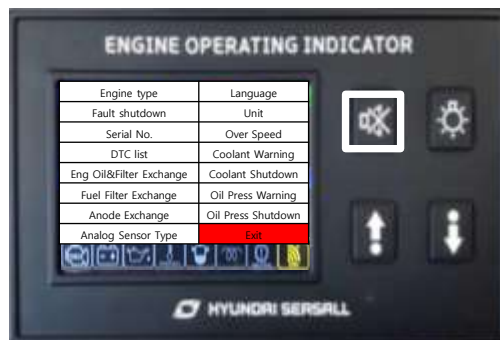 ENGINE OPERATING INDICATOR
Engine type Language
Fault shutdown Unit
Serial No. Over Speed
DTC list Coolant Warning
Eng Oil&Filter Exchange Coolant Shutdown
Fuel Filter Exchange Oil Press Warning
Anode Exchange Oil Press Shutdown
Analog Sensor Type Exit
HYUNDAI SEASALL